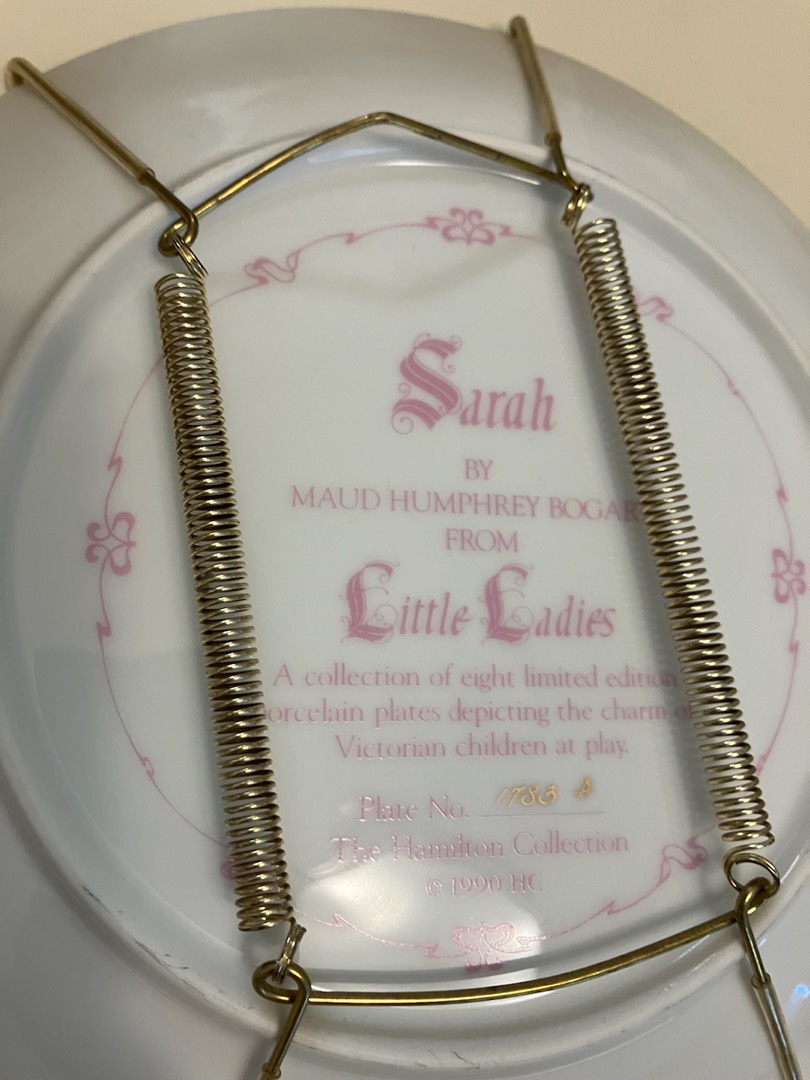 Sarah
BY
MAUD HUMPHREY BOGAR
FROM
Little Ladies
A collection of eight limited edition
orcelain plates depicting the charm of
Victorian children at play.
Plate No. 1783 A
The Hamilton Collection
© 1990 HC